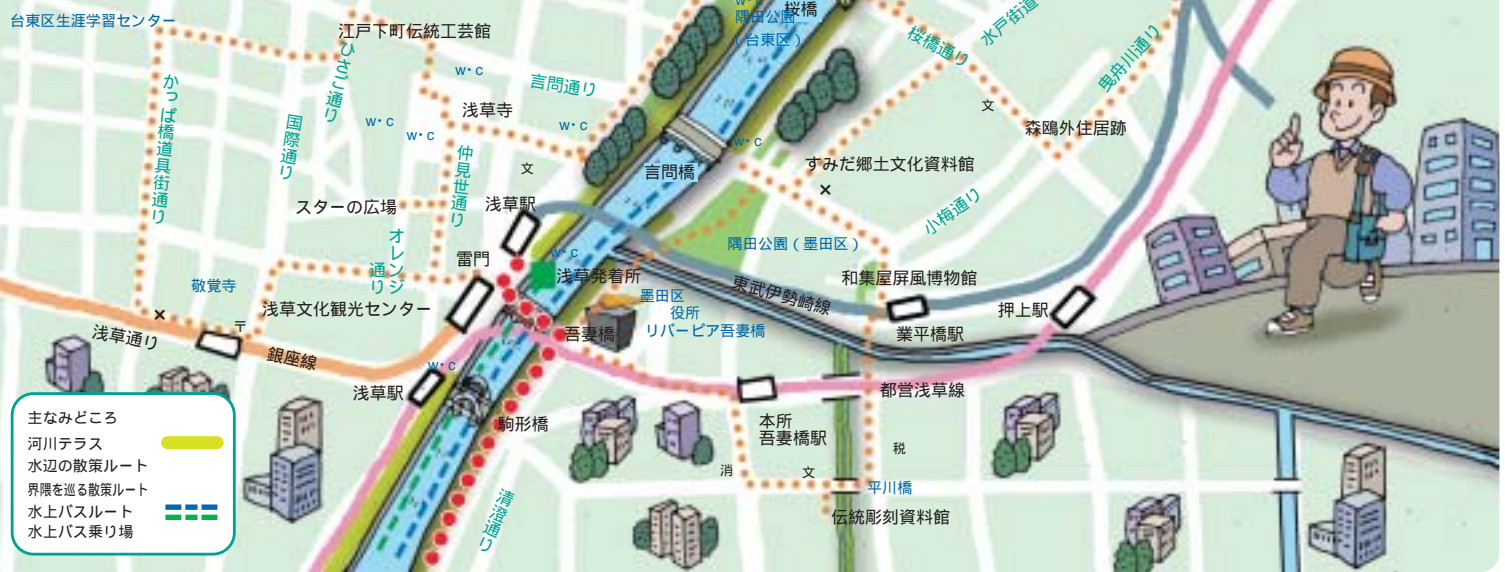 台東区生涯学習センター
江戸下町伝統工芸館
隅田公園
（台東区）
桜橋
桜橋通り
水戸街道
曳舟川通り
ひさご通り
かっぱ橋道具街通り
国際通り
W・C
W・C
W・C
言問通り
浅草寺
W・C
文
仲見世通り
言問橋
W・C
文
森鴎外住居跡
すみだ郷土文化資料館
×
小梅通り
スターの広場
浅草駅
オレンジ
通り
雷門
W・C
浅草発着所
隅田公園（墨田区）
東武伊勢崎線
和集屋屏風博物館
業平橋駅
押上駅
敬覚寺
浅草文化観光センター
墨田区
役所
リバーピア吾妻橋
吾妻橋
×
〒
浅草通り
銀座線
W・C
浅草駅
駒形橋
都営浅草線
本所
吾妻橋駅
税
消
文
平川橋
伝統彫刻資料館
清澄通り
主なみどころ
河川テラス
水辺の散策ルート
界隈を巡る散策ルート
水上バスルート
水上バス乗り場